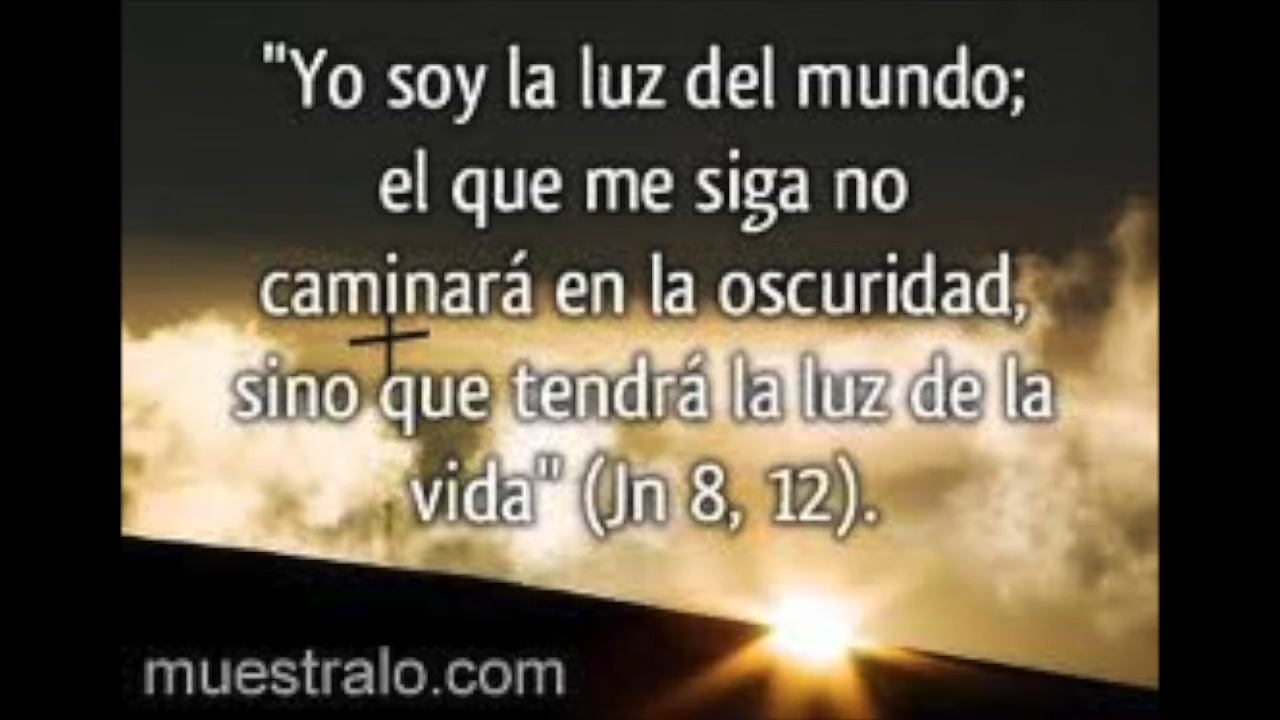 "Yo soy la luz del mundo;
el que me siga no
caminará en la oscuridad,
sino que tendrá la luz de la
vida" (Jn 8, 12).
muestralo.com